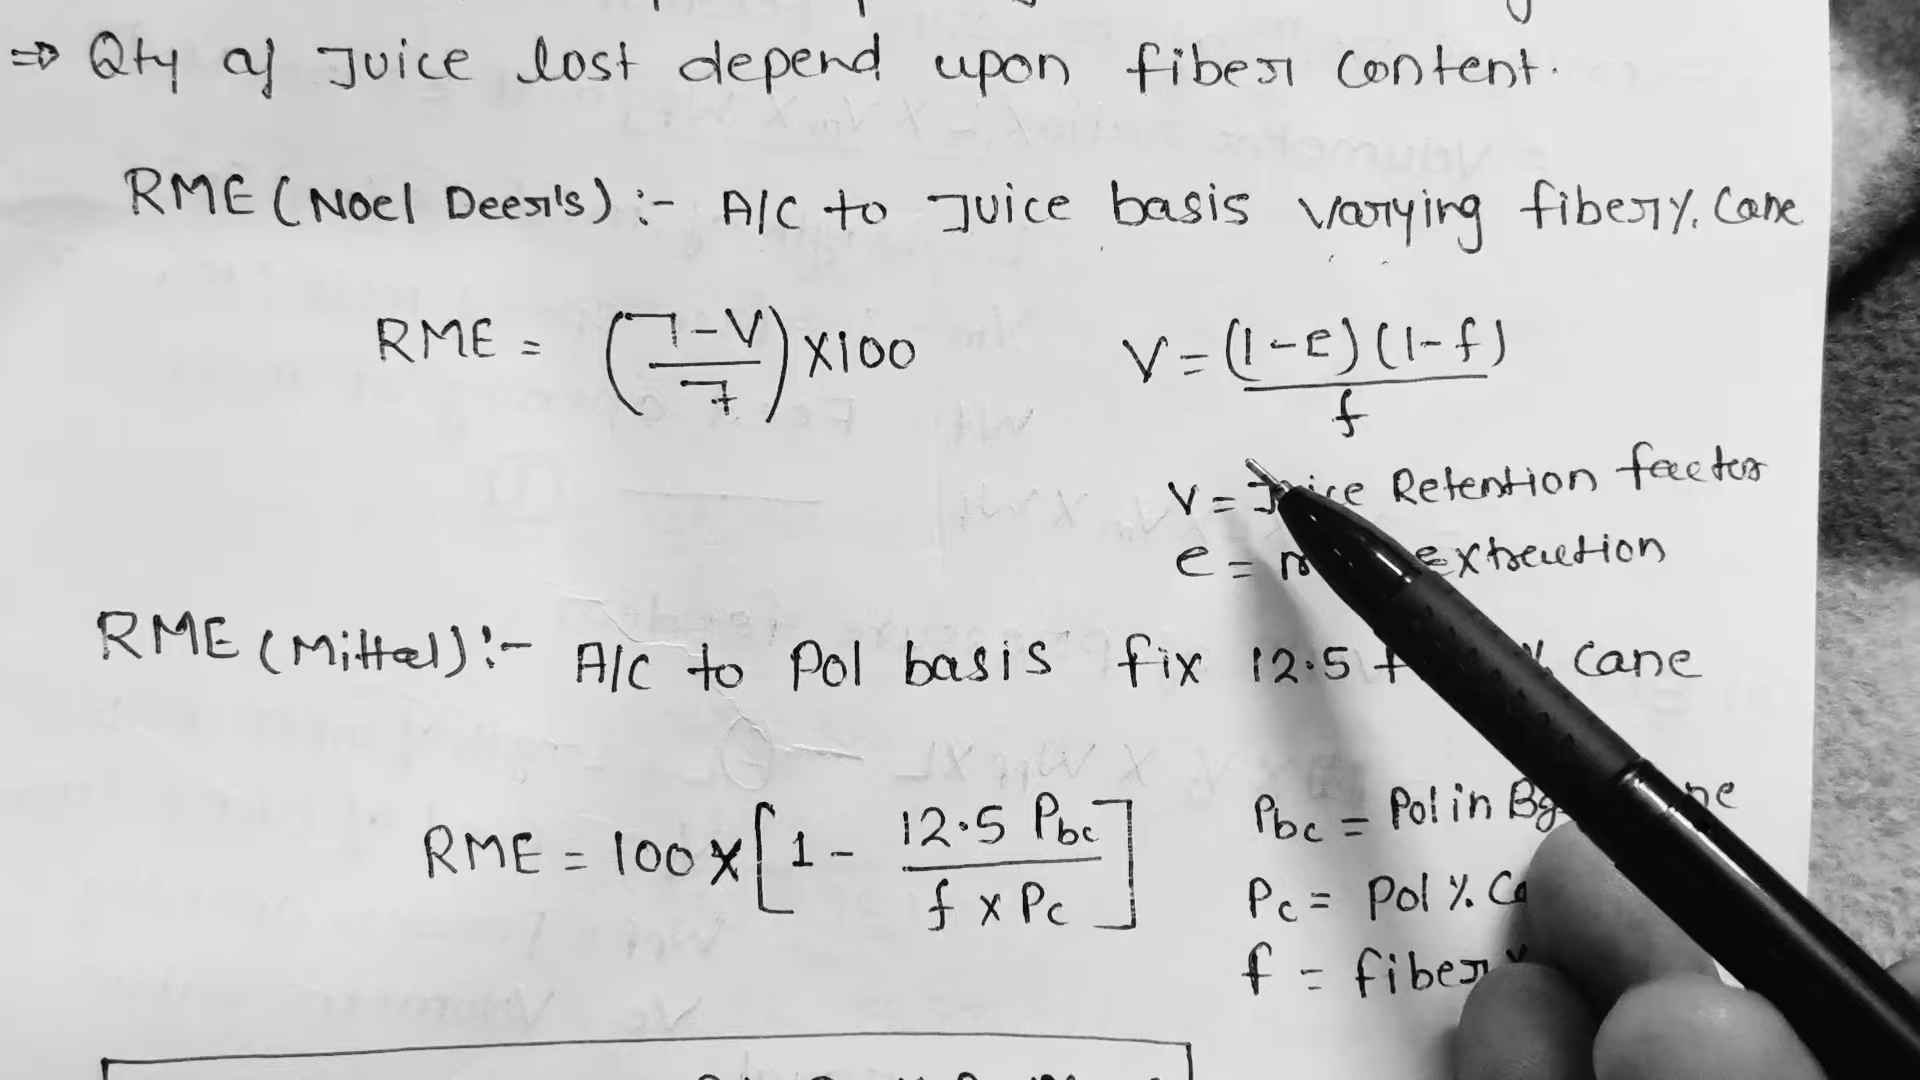 ⇒ Qty of Juice lost depend upon fiber content.
RME (Noel Deer's) :- A/C to Juice basis varying fiber % Cane
RME = ((7-V)/7) X100
V = ((1-e)(1-f))/f
V = Juice Retention factor
e = extraction
RME (Mittal) :- A/C to Pol basis fix 12.5 % Cane
RME = 100 x [1 - (12.5 Pbc)/(f x Pc)]
Pbc = Pol in
Pc = Pol %
f = fiber